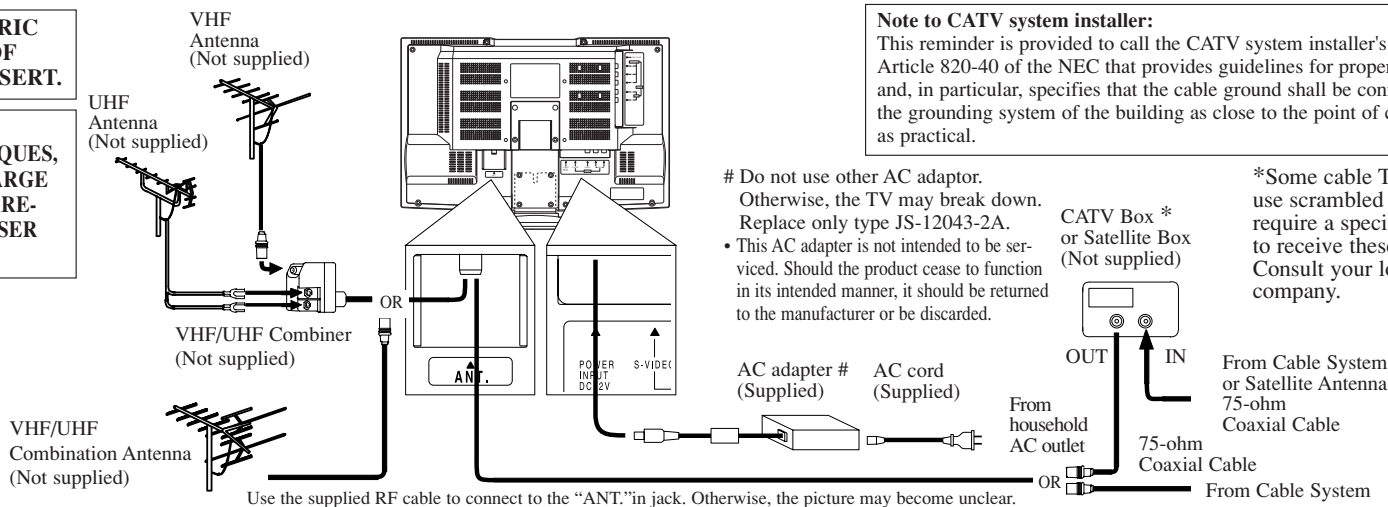 RIC
OF
SERT.
QUES,
ARGE
RE-
SER
VHF
Antenna
(Not supplied)
UHF
Antenna
(Not supplied)
VHF/UHF Combiner
(Not supplied)
VHF/UHF
Combination Antenna
(Not supplied)
OR
ANT.
POWER
INPUT
DC12V
S-VIDEO
Note to CATV system installer:
This reminder is provided to call the CATV system installer's
Article 820-40 of the NEC that provides guidelines for proper
and, in particular, specifies that the cable ground shall be con
the grounding system of the building as close to the point of
as practical.
# Do not use other AC adaptor.
Otherwise, the TV may break down.
Replace only type JS-12043-2A.
• This AC adapter is not intended to be ser-
viced. Should the product cease to function
in its intended manner, it should be returned
to the manufacturer or be discarded.
AC adapter #
(Supplied)
AC cord
(Supplied)
From
household
AC outlet
CATV Box *
or Satellite Box
(Not supplied)
OUT
IN
*Some cable T
use scrambled
require a speci
to receive these
Consult your lo
company.
From Cable System
or Satellite Antenna
75-ohm
Coaxial Cable
75-ohm
Coaxial Cable
OR
From Cable System
Use the supplied RF cable to connect to the “ANT.”in jack. Otherwise, the picture may become unclear.